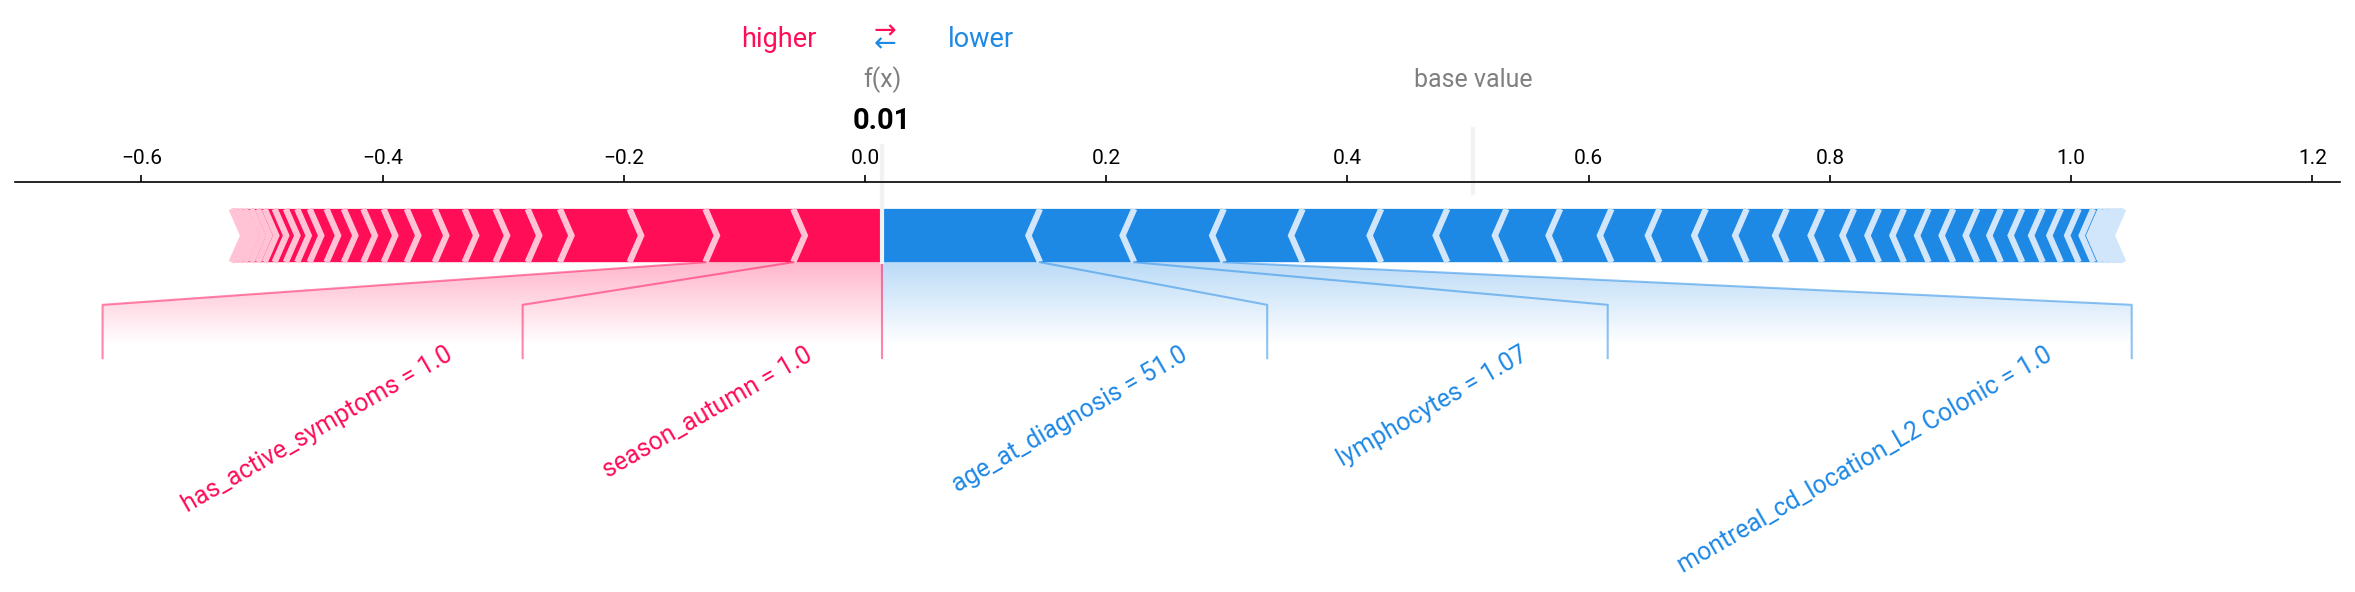 higher ⇄ lower
f(x) base value
0.01
−0.6 −0.4 −0.2 0.0 0.2 0.4 0.6 0.8 1.0 1.2
has_active_symptoms = 1.0
season_autumn = 1.0
age_at_diagnosis = 51.0
lymphocytes = 1.07
montreal_cd_location_L2 Colonic = 1.0